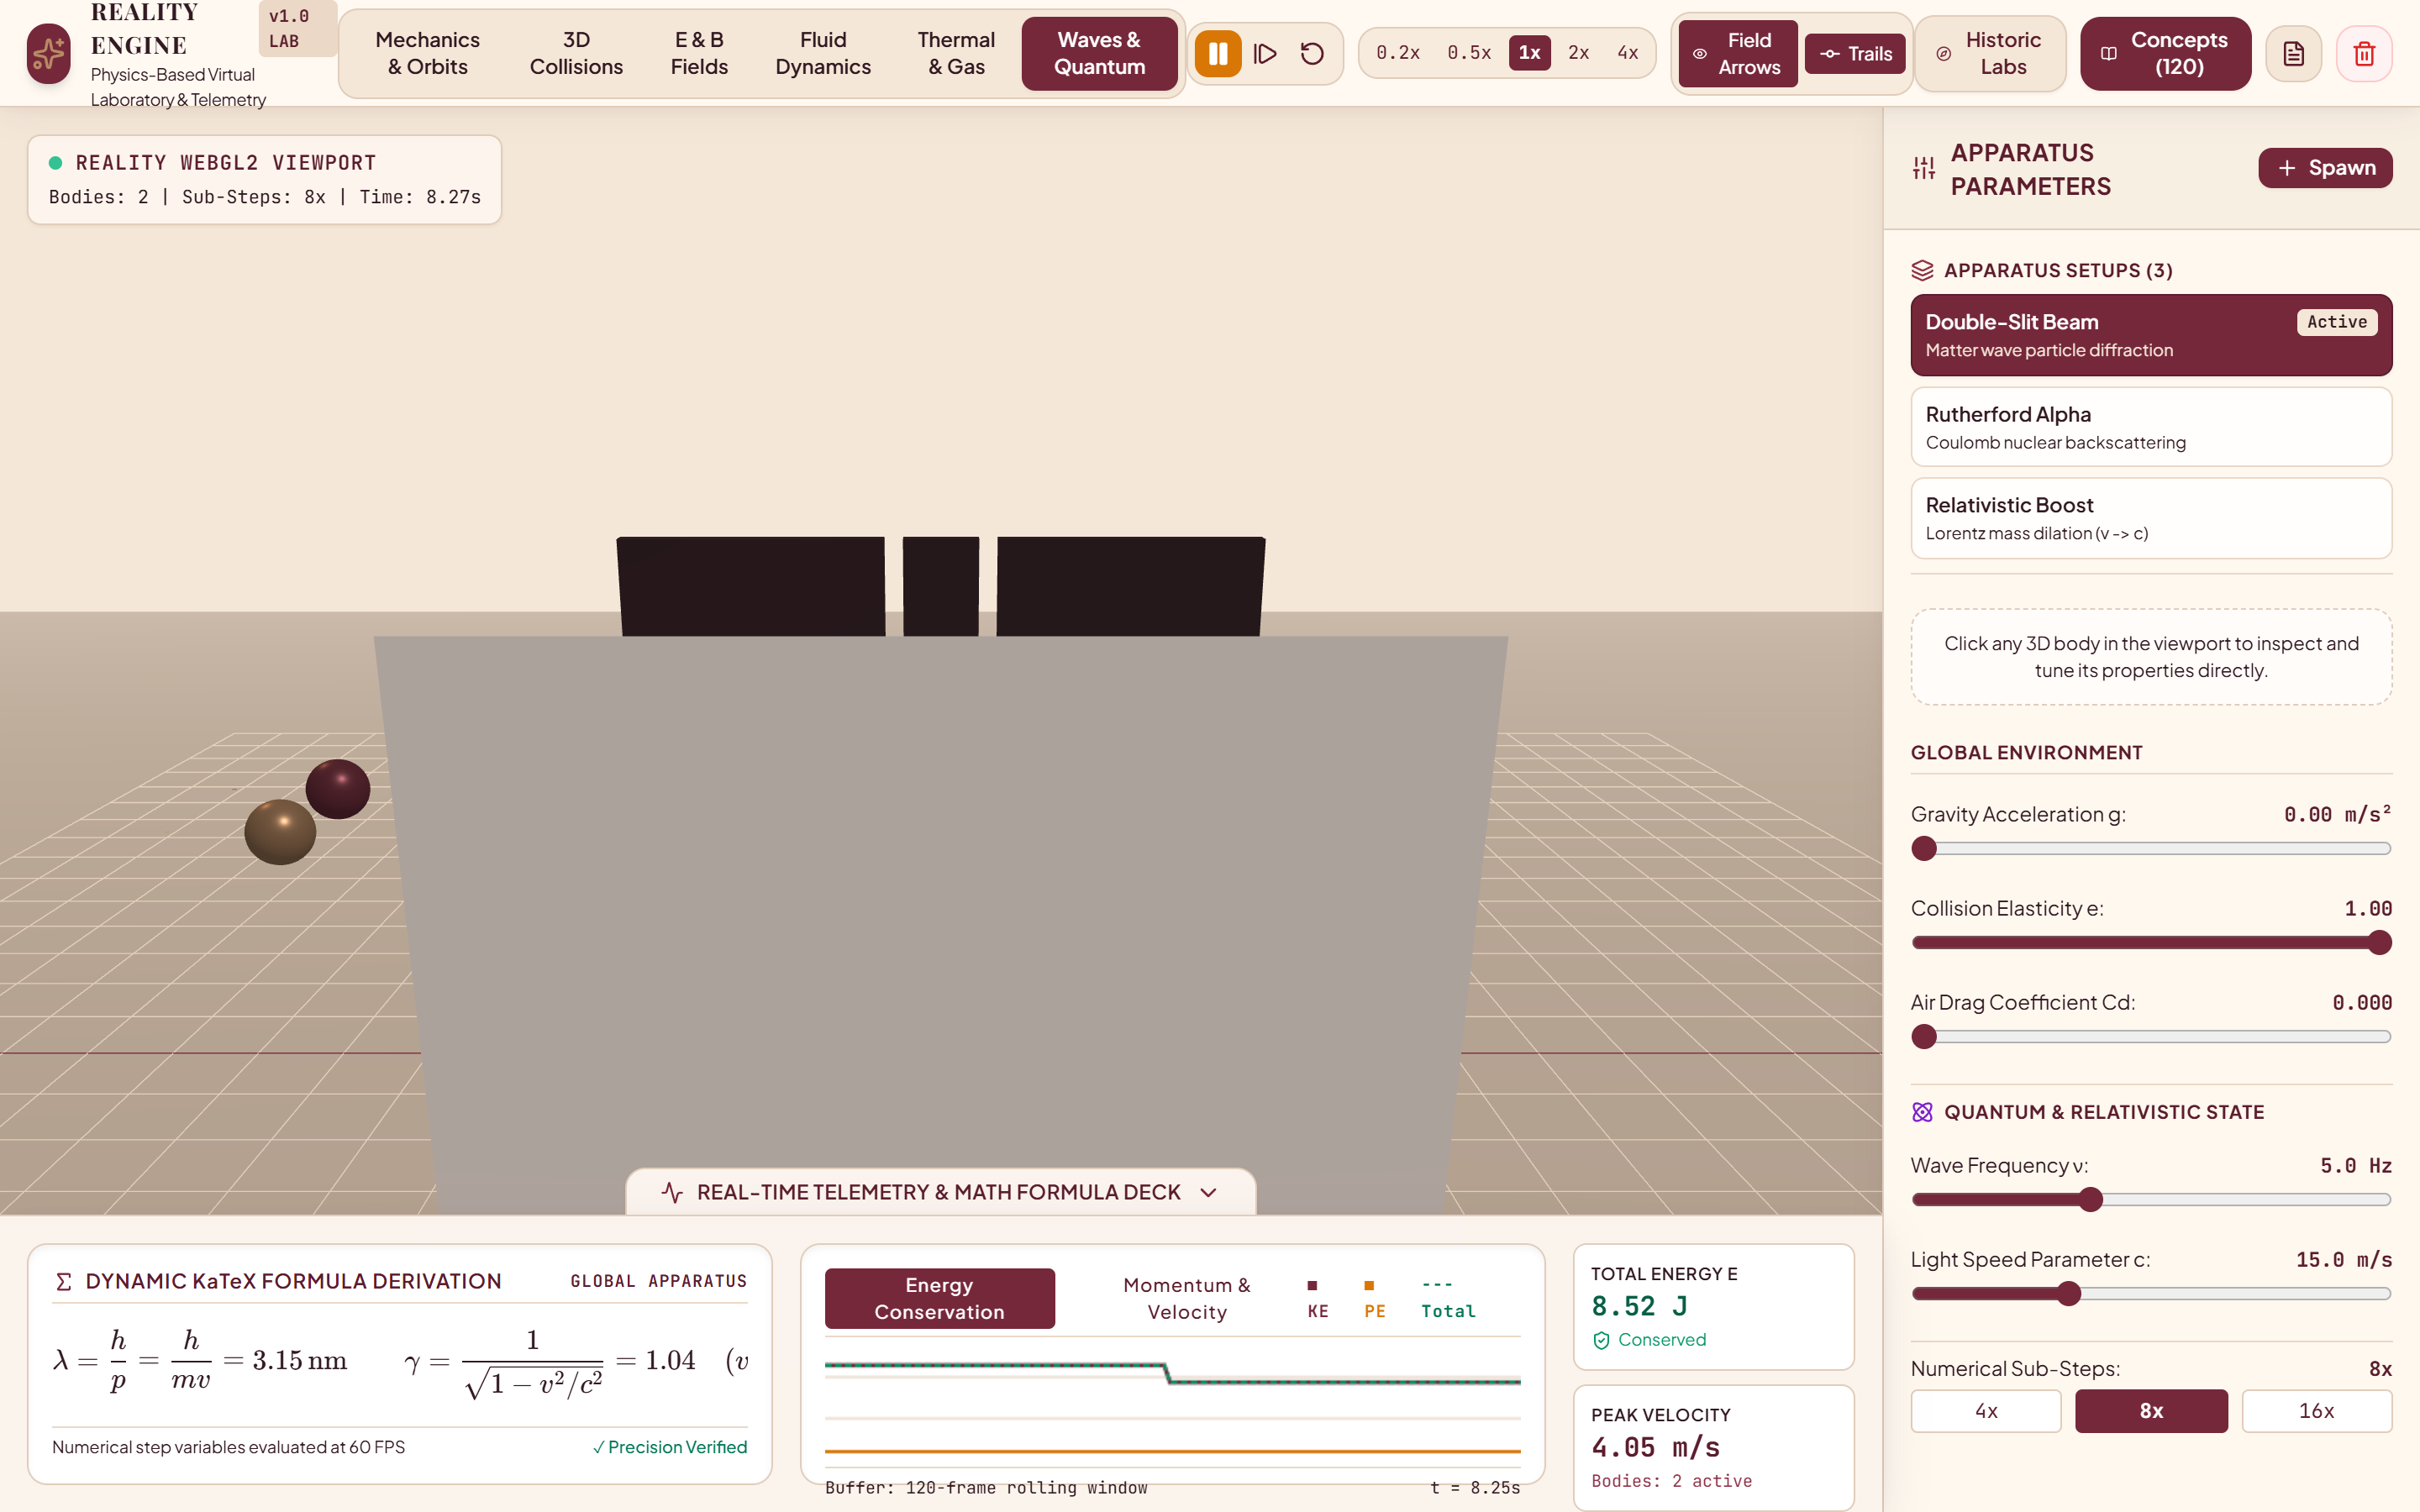 REALITY
ENGINE
v1.0
LAB
Physics-Based Virtual
Laboratory & Telemetry
Mechanics
& Orbits
3D
Collisions
E & B
Fields
Fluid
Dynamics
Thermal
& Gas
Waves &
Quantum
0.2x 0.5x 1x 2x 4x
Field
Arrows
Trails
Historic
Labs
Concepts
(120)
REALITY WEBGL2 VIEWPORT
Bodies: 2 | Sub-Steps: 8x | Time: 8.27s
APPARATUS
PARAMETERS
Spawn
APPARATUS SETUPS (3)
Double-Slit Beam
Active
Matter wave particle diffraction
Rutherford Alpha
Coulomb nuclear backscattering
Relativistic Boost
Lorentz mass dilation (v -> c)
Click any 3D body in the viewport to inspect and
tune its properties directly.
GLOBAL ENVIRONMENT
Gravity Acceleration g: 0.00 m/s²
Collision Elasticity e: 1.00
Air Drag Coefficient Cd: 0.000
QUANTUM & RELATIVISTIC STATE
Wave Frequency ν: 5.0 Hz
Light Speed Parameter c: 15.0 m/s
Numerical Sub-Steps: 8x
4x 8x 16x
REAL-TIME TELEMETRY & MATH FORMULA DECK
DYNAMIC KaTeX FORMULA DERIVATION
GLOBAL APPARATUS
λ = h/p = h/mv = 3.15 nm γ = 1/√(1 − v²/c²) = 1.04 (v
Numerical step variables evaluated at 60 FPS
✓ Precision Verified
Energy
Conservation
Momentum &
Velocity
■
KE
■
PE
---
Total
Buffer: 120-frame rolling window
t = 8.25s
TOTAL ENERGY E
8.52 J
Conserved
PEAK VELOCITY
4.05 m/s
Bodies: 2 active